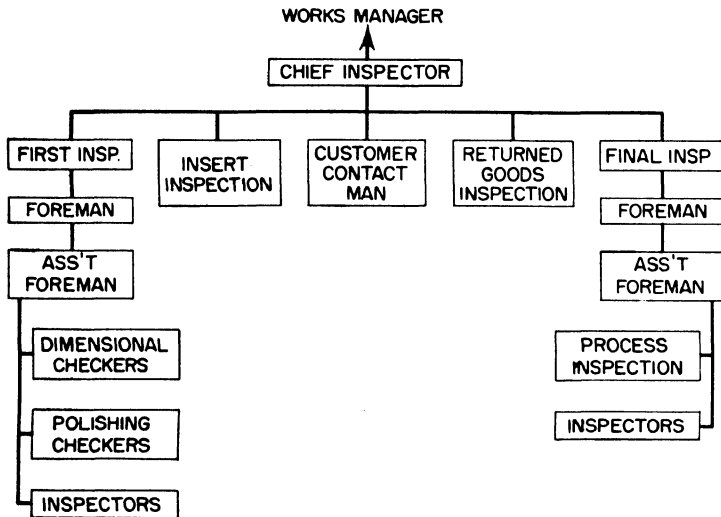 WORKS MANAGER
CHIEF INSPECTOR
FIRST INSP.
INSERT
INSPECTION
CUSTOMER
CONTACT
MAN
RETURNED
GOODS
INSPECTION
FINAL INSP
FOREMAN
FOREMAN
ASS'T
FOREMAN
ASS'T
FOREMAN
DIMENSIONAL
CHECKERS
PROCESS
INSPECTION
POLISHING
CHECKERS
INSPECTORS
INSPECTORS